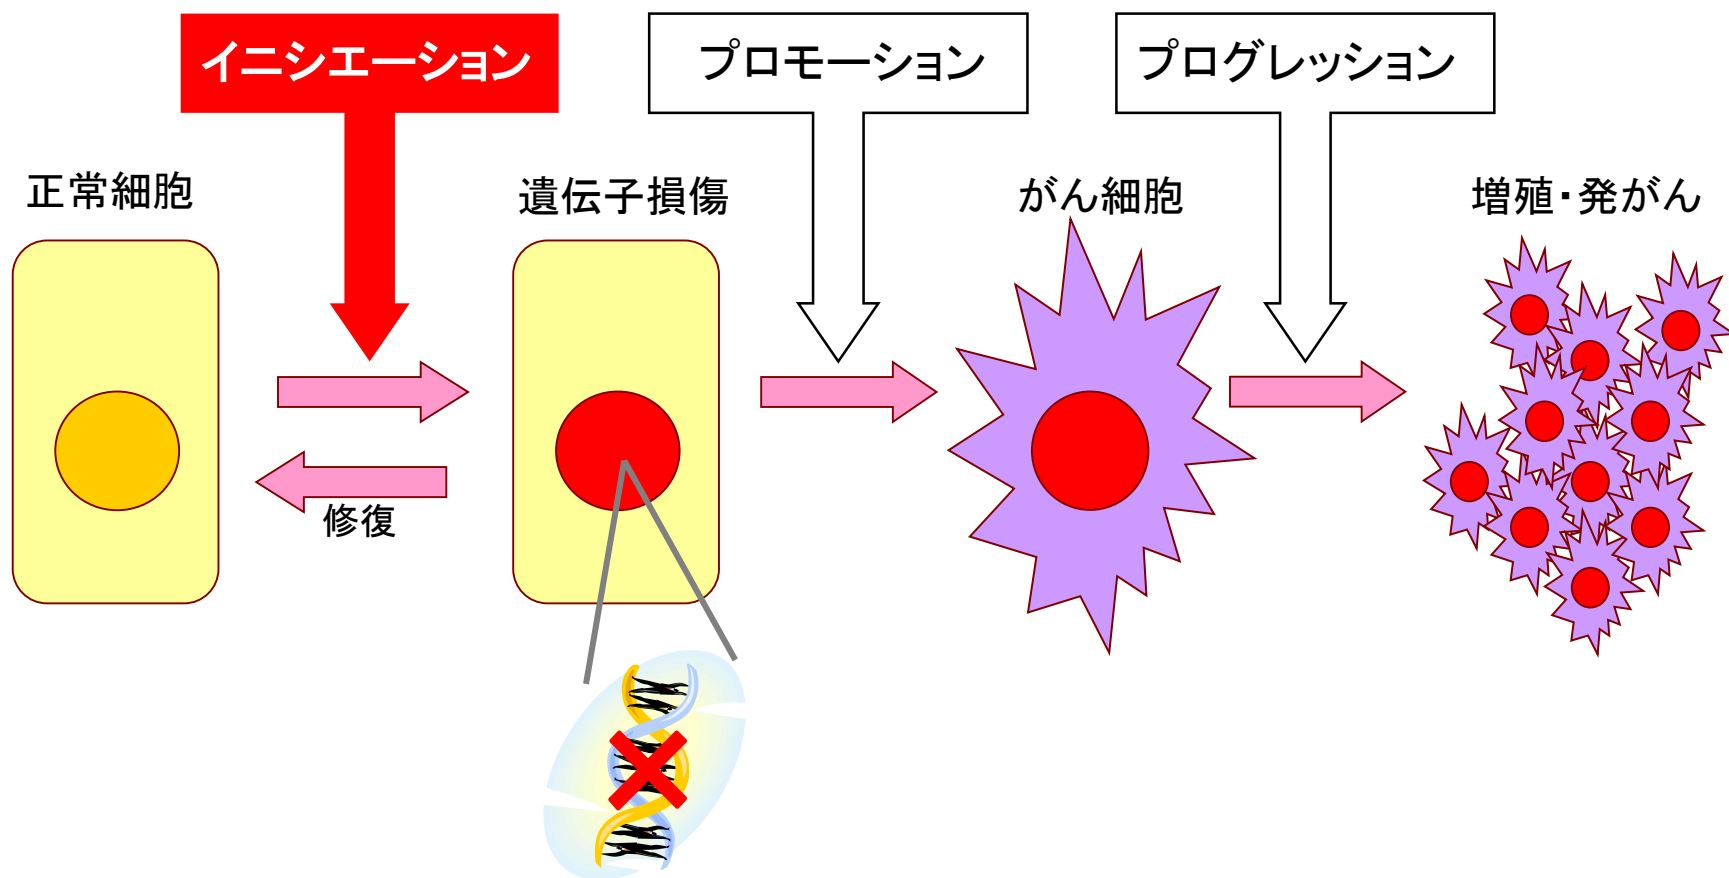 イニシエーション
プロモーション
プログレッション
正常細胞
遺伝子損傷
がん細胞
増殖・発がん
修復